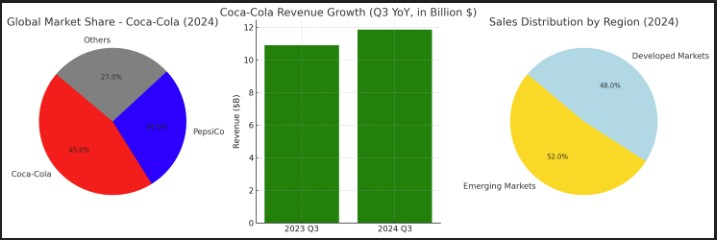 Global Market Share - Coca-Cola (2024)
Others
27.0%
PepsiCo
45.0%
Coca-Cola
Coca-Cola Revenue Growth (Q3 YoY, in Billion $)
Revenue ($B)
12
10
8
6
4
2
0
2023 Q3
2024 Q3
Sales Distribution by Region (2024)
Developed Markets
48.0%
52.0%
Emerging Markets